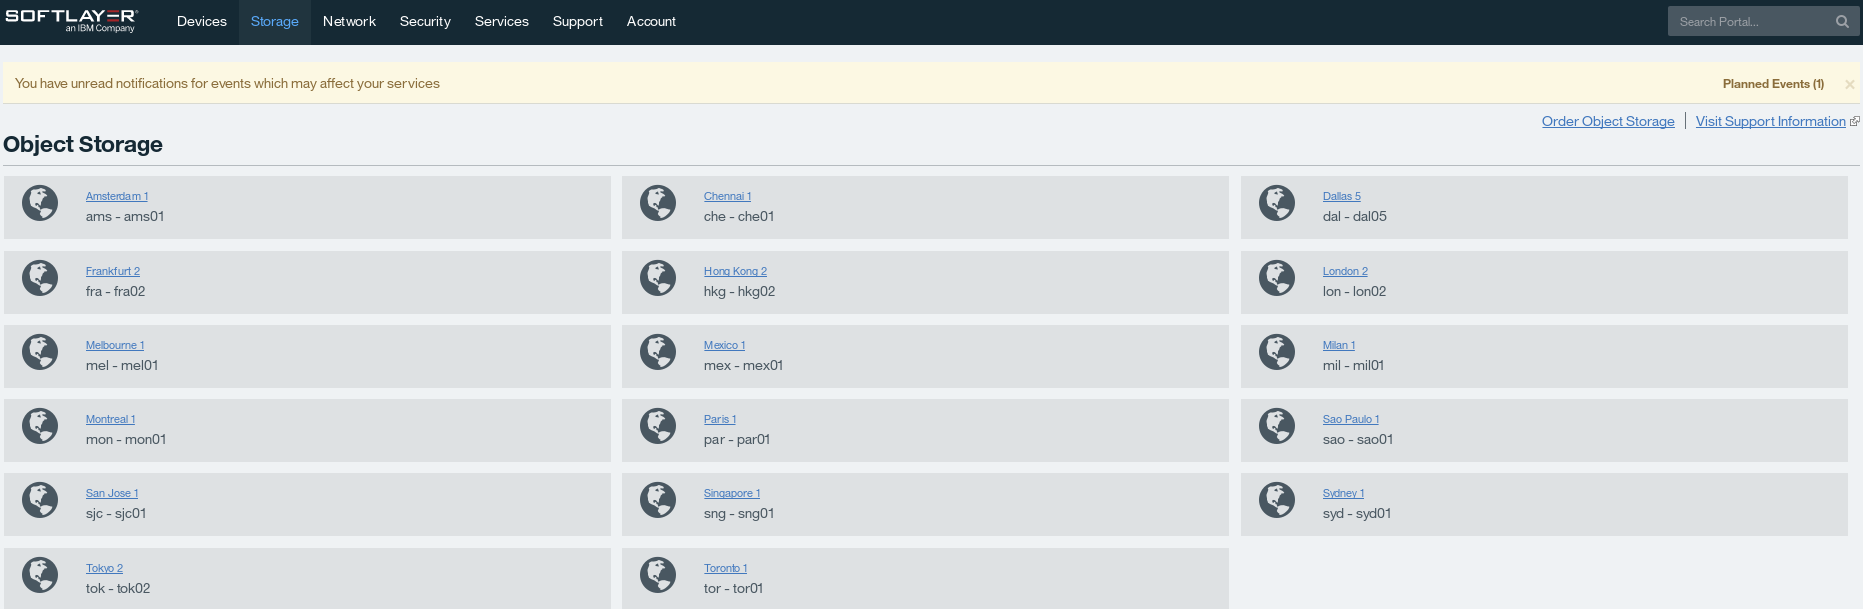 SOFTLAYER®
an IBM Company
Devices Storage Network Security Services Support Account
Search Portal...
You have unread notifications for events which may affect your services
Planned Events (1) ×
Order Object Storage Visit Support Information
Object Storage
Amsterdam 1
ams - ams01
Chennai 1
che - che01
Dallas 5
dal - dal05
Frankfurt 2
fra - fra02
Hong Kong 2
hkg - hkg02
London 2
lon - lon02
Melbourne 1
mel - mel01
Mexico 1
mex - mex01
Milan 1
mil - mil01
Montreal 1
mon - mon01
Paris 1
par - par01
Sao Paulo 1
sao - sao01
San Jose 1
sjc - sjc01
Singapore 1
sng - sng01
Sydney 1
syd - syd01
Tokyo 2
tok - tok02
Toronto 1
tor - tor01